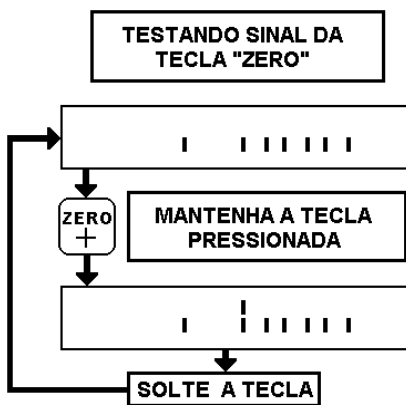 TESTANDO SINAL DA
TECLA "ZERO"
ZERO
+
MANTENHA A TECLA
PRESSIONADA
SOLTE A TECLA